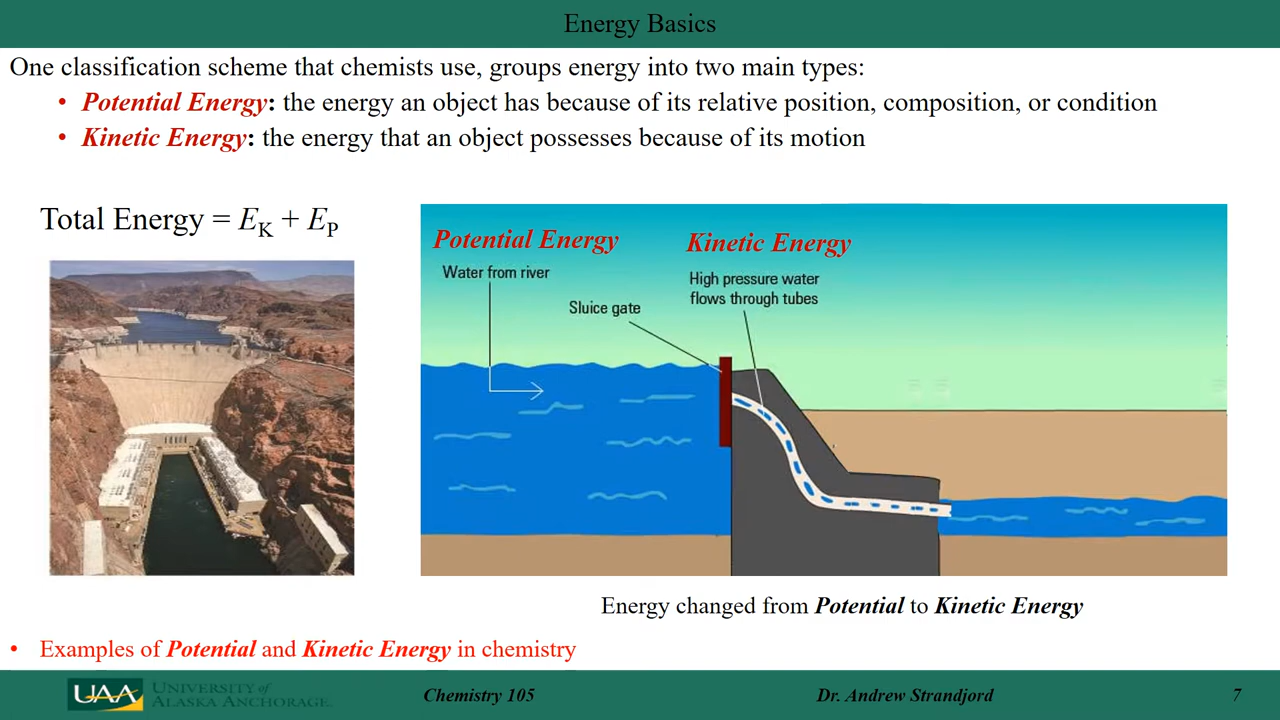 Energy Basics
One classification scheme that chemists use, groups energy into two main types:
• Potential Energy: the energy an object has because of its relative position, composition, or condition
• Kinetic Energy: the energy that an object possesses because of its motion
Total Energy = EK + EP
Potential Energy
Kinetic Energy
Water from river
Sluice gate
High pressure water
flows through tubes
Energy changed from Potential to Kinetic Energy
• Examples of Potential and Kinetic Energy in chemistry
UAA
UNIVERSITY of
ALASKA ANCHORAGE.
Chemistry 105
Dr. Andrew Strandjord
7